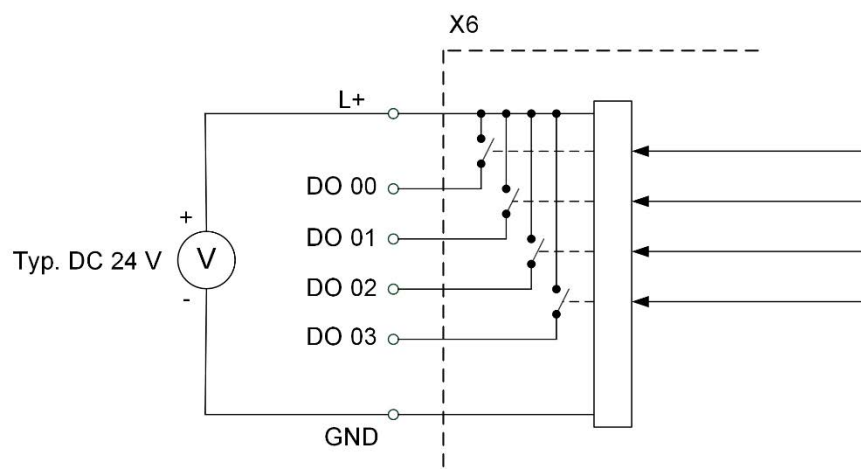 X6
L+
DO 00
DO 01
+
Typ. DC 24 V V
DO 02
-
DO 03
GND